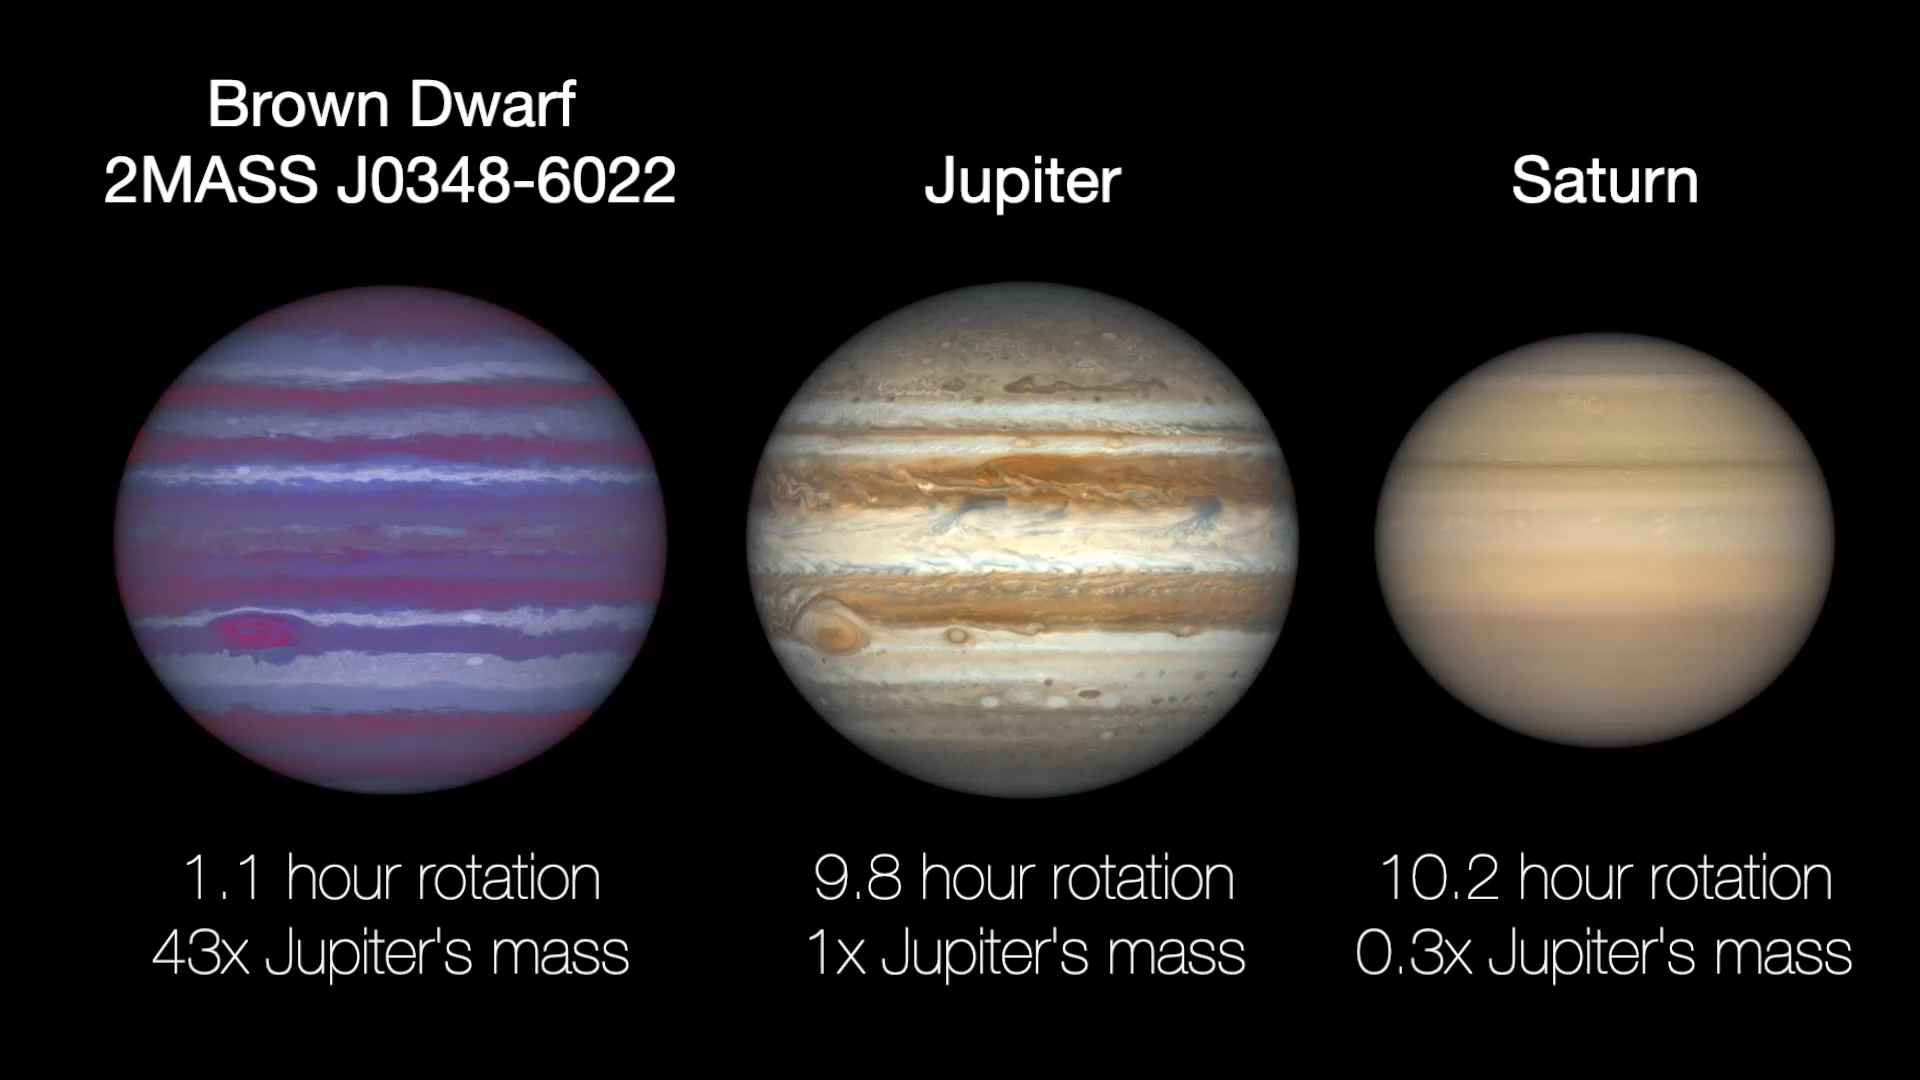 Brown Dwarf
2MASS J0348-6022
Jupiter
Saturn
1.1 hour rotation
43x Jupiter's mass
9.8 hour rotation
1x Jupiter's mass
10.2 hour rotation
0.3x Jupiter's mass